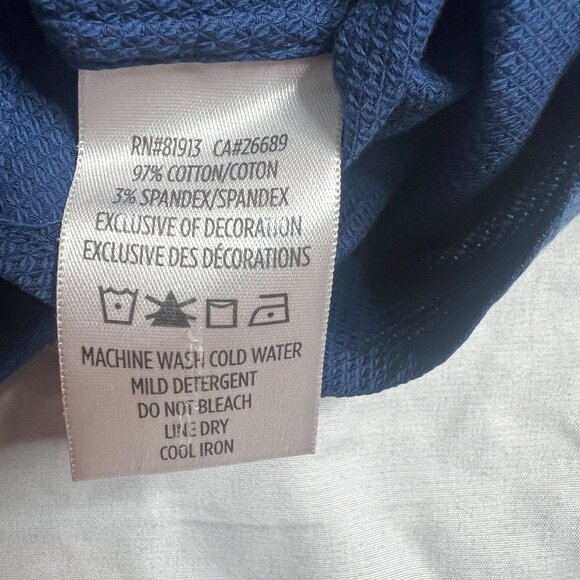 RN#81913 CA#26689
97% COTTON/COTON
3% SPANDEX/SPANDEX
EXCLUSIVE OF DECORATION
EXCLUSIVE DES DÉCORATIONS
MACHINE WASH COLD WATER
MILD DETERGENT
DO NOT BLEACH
LINE DRY
COOL IRON